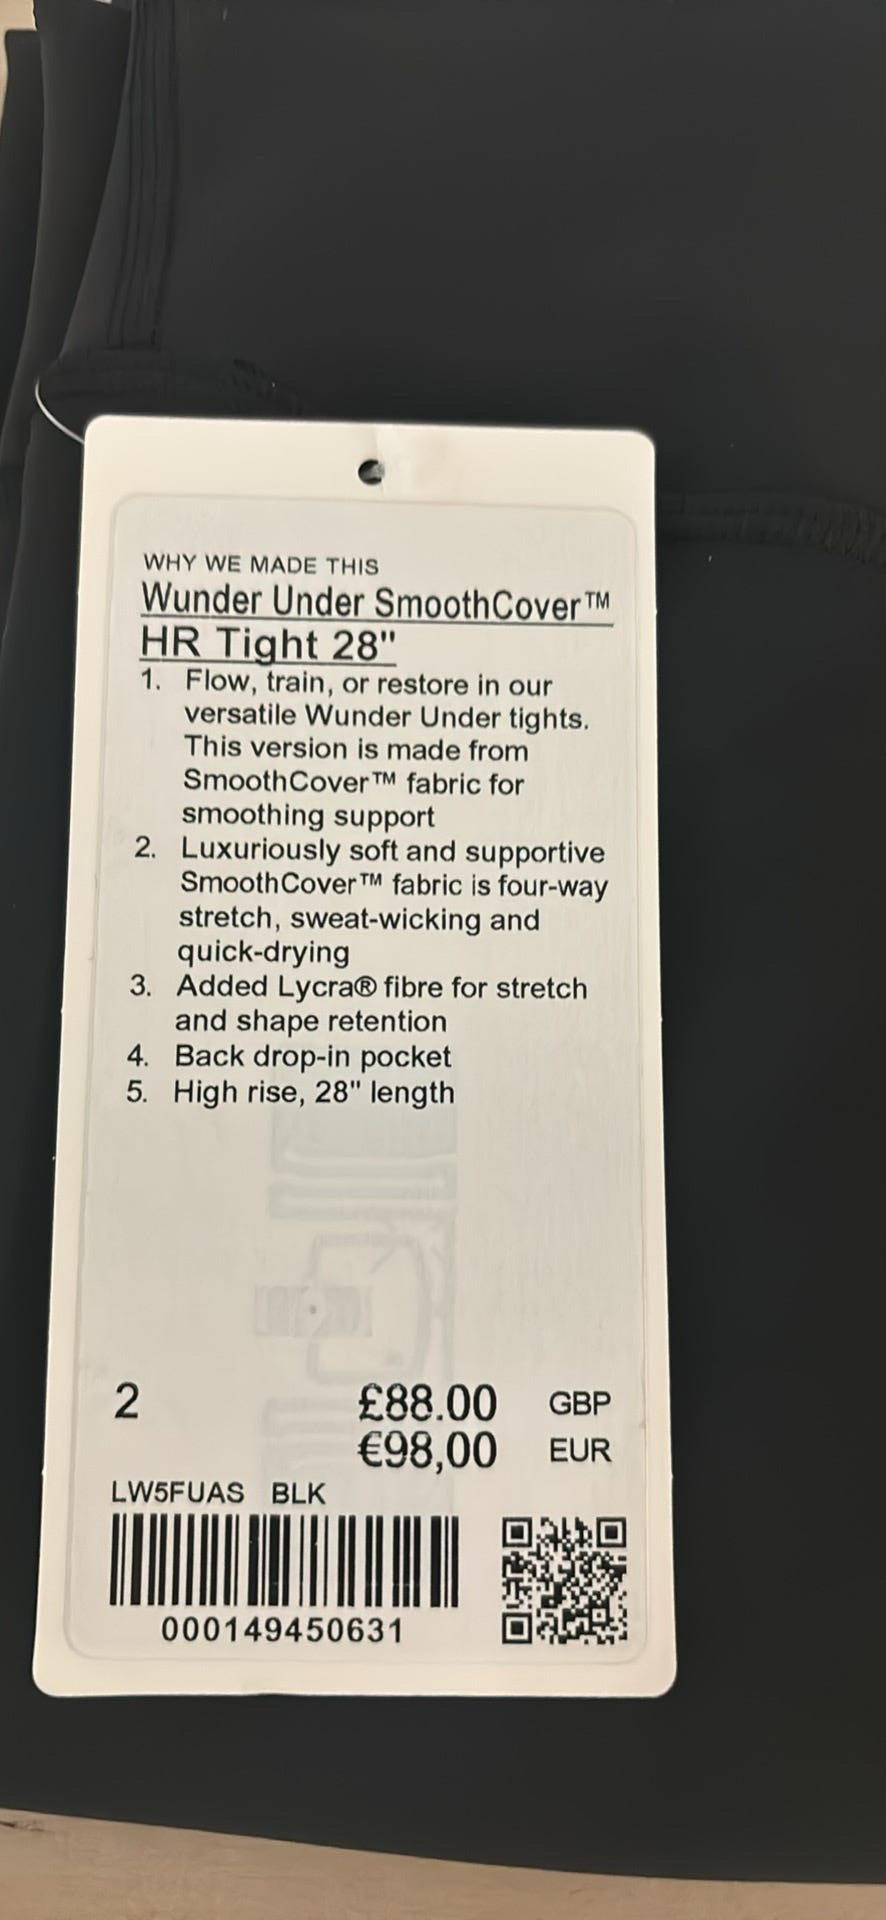 WHY WE MADE THIS
Wunder Under SmoothCover™
HR Tight 28"
1. Flow, train, or restore in our
versatile Wunder Under tights.
This version is made from
SmoothCover™ fabric for
smoothing support
2. Luxuriously soft and supportive
SmoothCover™ fabric is four-way
stretch, sweat-wicking and
quick-drying
3. Added Lycra® fibre for stretch
and shape retention
4. Back drop-in pocket
5. High rise, 28" length
2 £88.00 GBP
€98,00 EUR
LW5FUAS BLK
000149450631